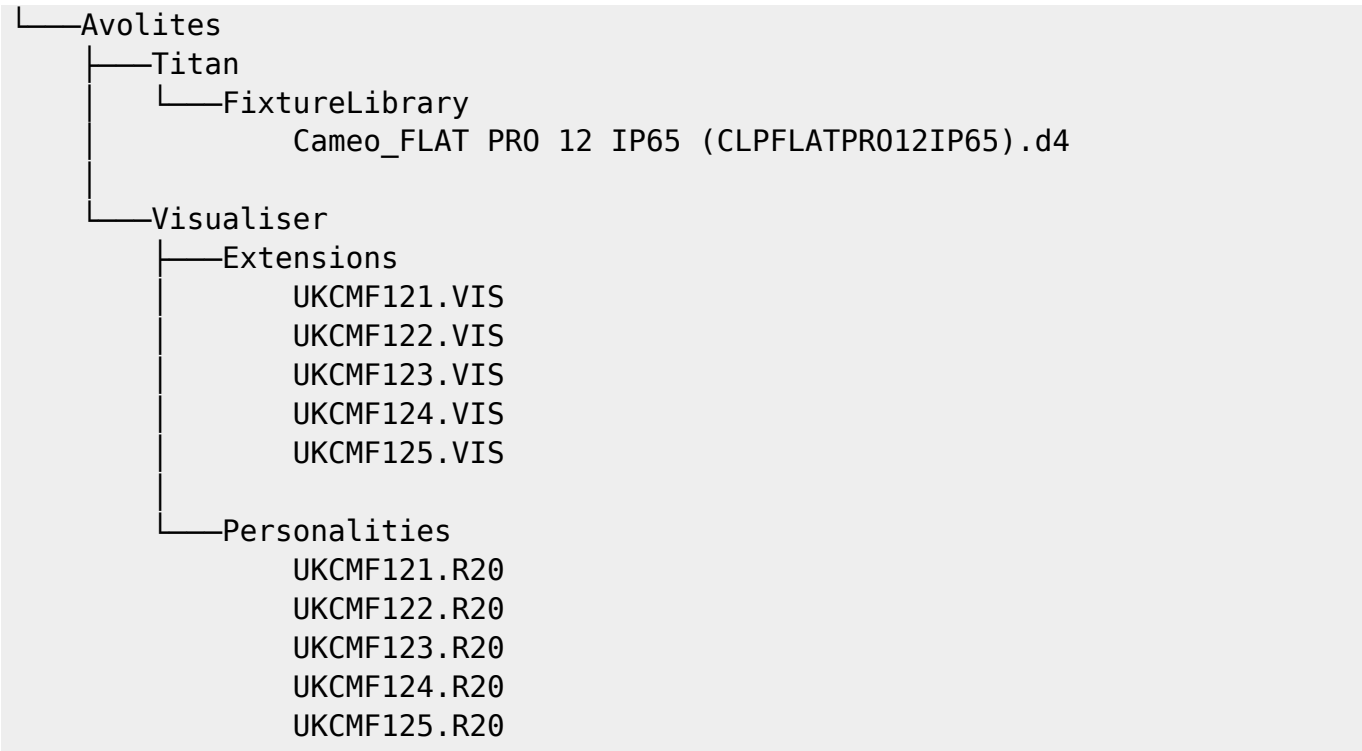 └───Avolites
    ├───Titan
    │   └───FixtureLibrary
    │           Cameo_FLAT PRO 12 IP65 (CLPFLATPRO12IP65).d4
    │
    └───Visualiser
        ├───Extensions
        │       UKCMF121.VIS
        │       UKCMF122.VIS
        │       UKCMF123.VIS
        │       UKCMF124.VIS
        │       UKCMF125.VIS
        │
        └───Personalities
                UKCMF121.R20
                UKCMF122.R20
                UKCMF123.R20
                UKCMF124.R20
                UKCMF125.R20